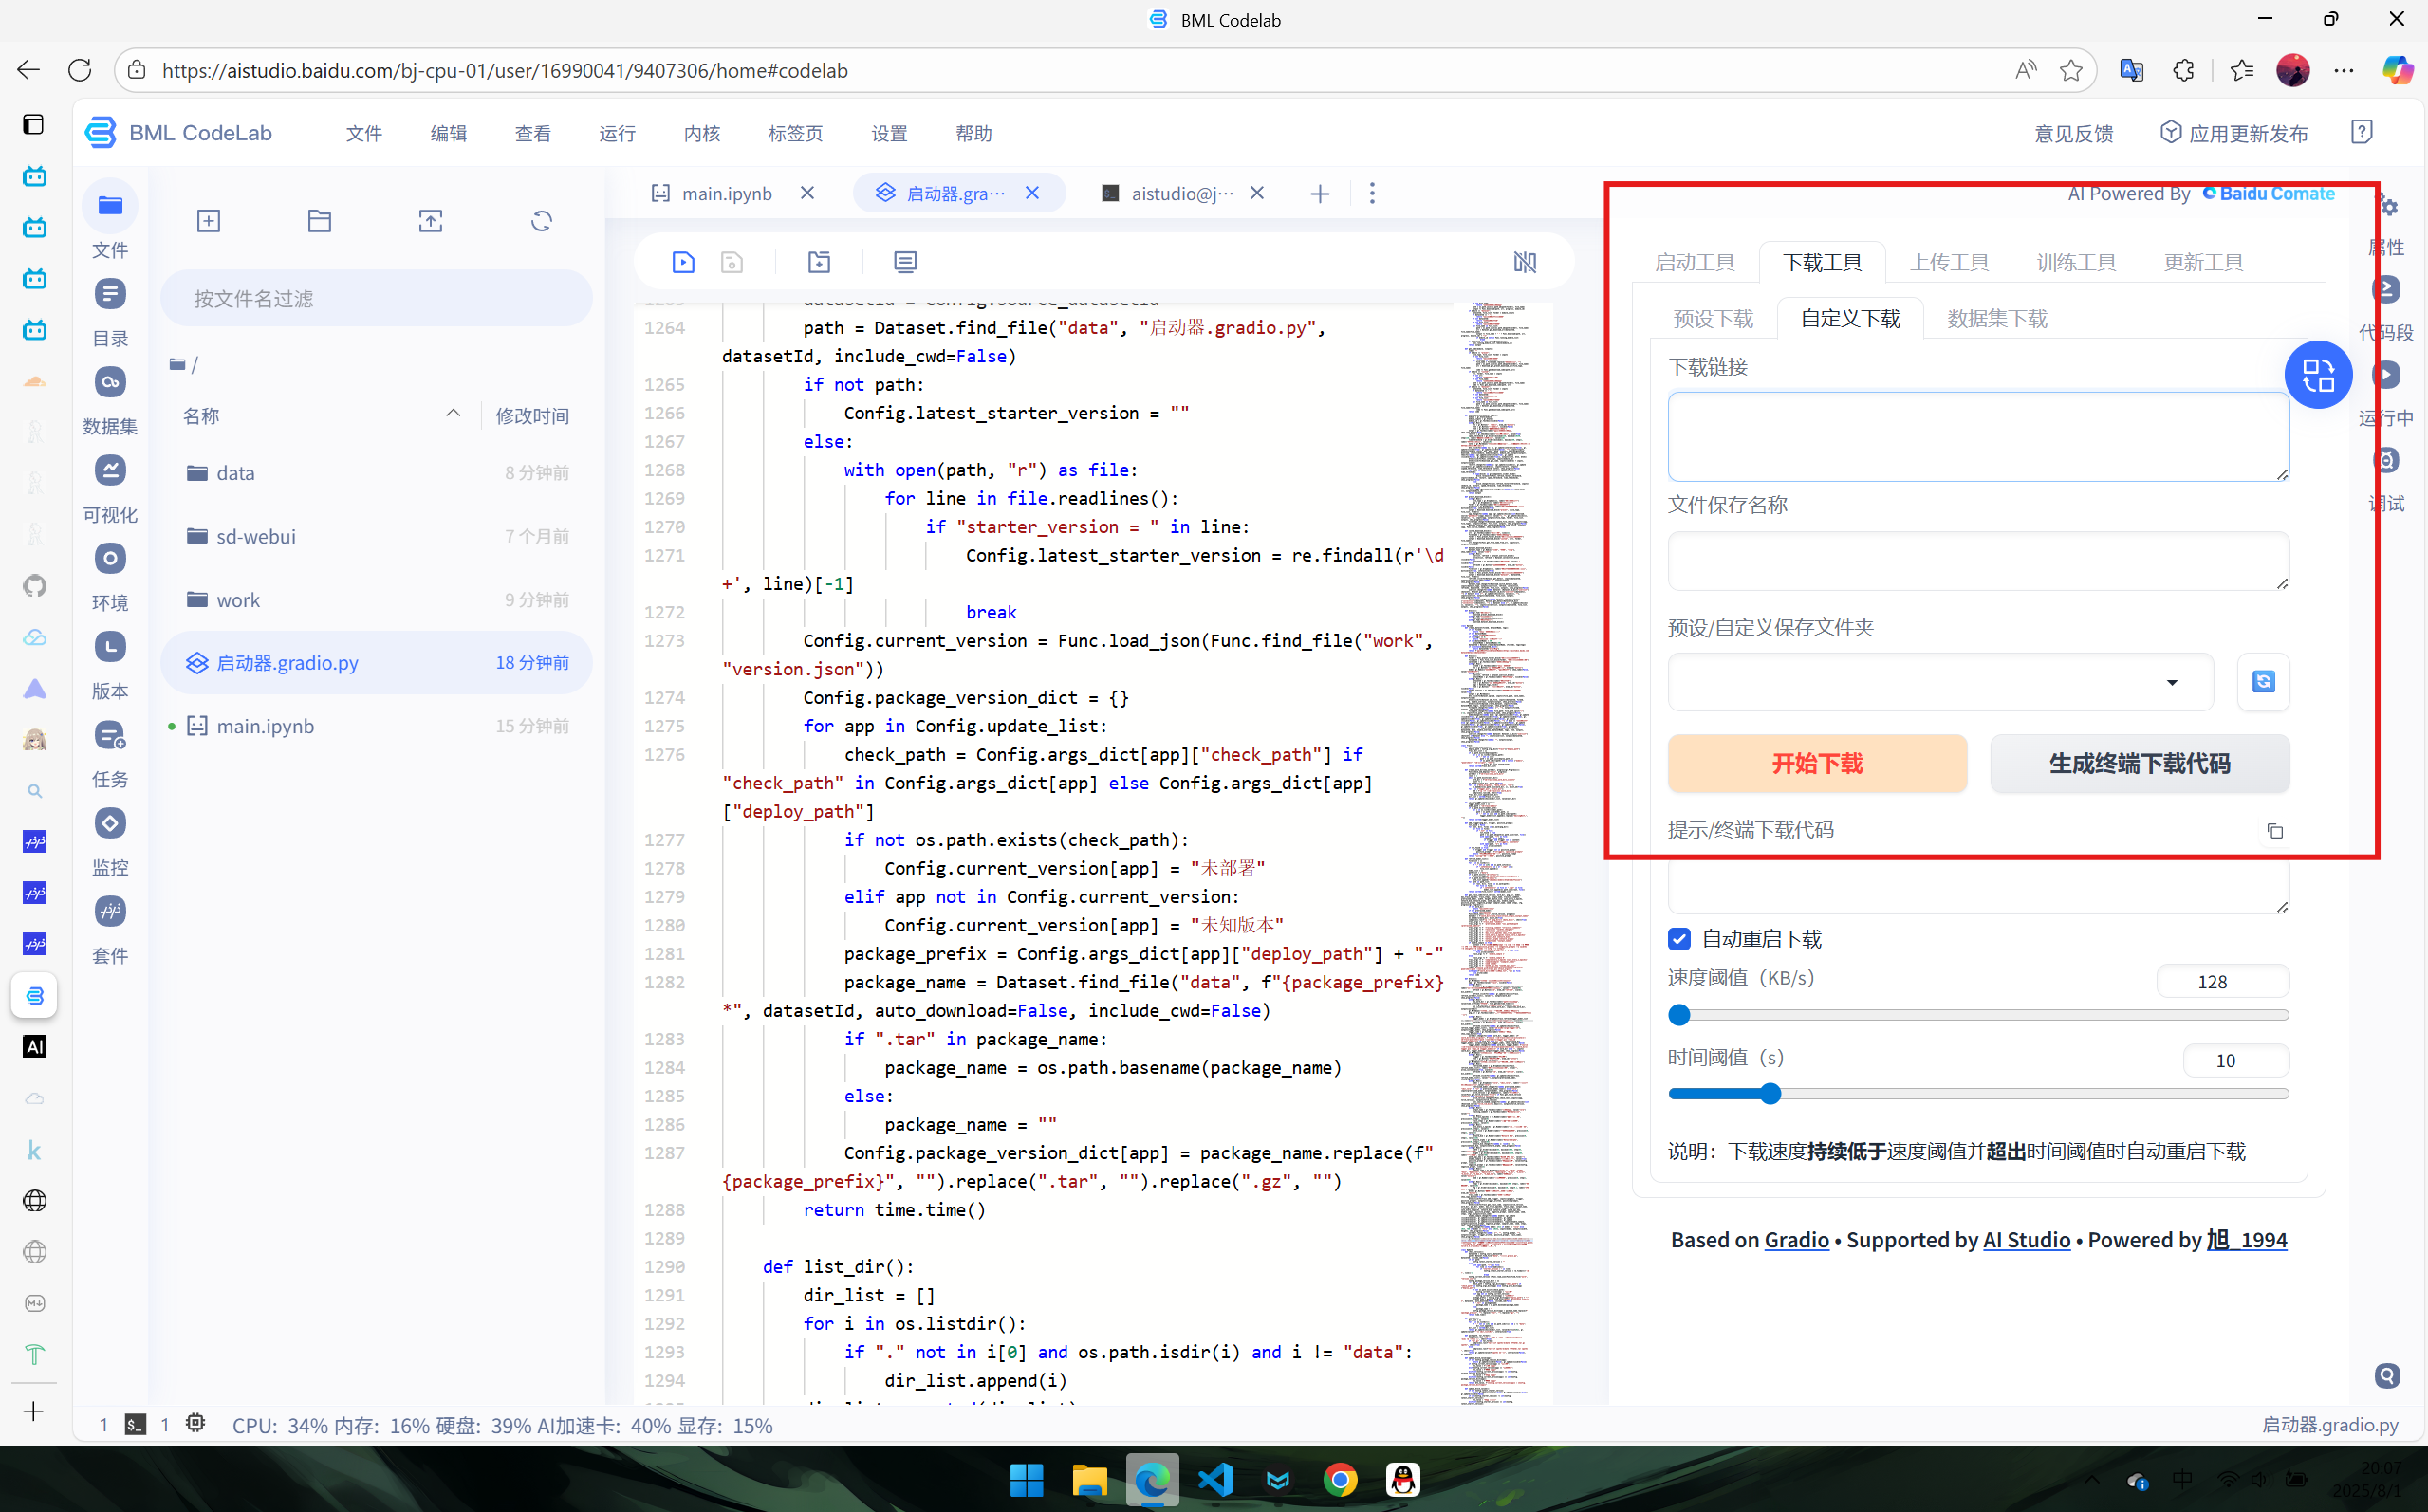 BML Codelab
https://aistudio.baidu.com/bj-cpu-01/user/16990041/9407306/home#codelab
BML CodeLab
文件 编辑 查看 运行 内核 标签页 设置 帮助
意见反馈 应用更新发布
文件
目录
数据集
可视化
环境
版本
任务
监控
套件
按文件名过滤
/
名称 修改时间
data 8 分钟前
sd-webui 7 个月前
work 9 分钟前
启动器.gradio.py 18 分钟前
main.ipynb 15 分钟前
main.ipynb 启动器.gra··· aistudio@j···
1264 path = Dataset.find_file("data", "启动器.gradio.py",
datasetId, include_cwd=False)
1265 if not path:
1266 Config.latest_starter_version = ""
1267 else:
1268 with open(path, "r") as file:
1269 for line in file.readlines():
1270 if "starter_version = " in line:
1271 Config.latest_starter_version = re.findall(r'\d
+', line)[-1]
1272 break
1273 Config.current_version = Func.load_json(Func.find_file("work",
"version.json"))
1274 Config.package_version_dict = {}
1275 for app in Config.update_list:
1276 check_path = Config.args_dict[app]["check_path"] if
"check_path" in Config.args_dict[app] else Config.args_dict[app]
["deploy_path"]
1277 if not os.path.exists(check_path):
1278 Config.current_version[app] = "未部署"
1279 elif app not in Config.current_version:
1280 Config.current_version[app] = "未知版本"
1281 package_prefix = Config.args_dict[app]["deploy_path"] + "-"
1282 package_name = Dataset.find_file("data", f"{package_prefix}
*", datasetId, auto_download=False, include_cwd=False)
1283 if ".tar" in package_name:
1284 package_name = os.path.basename(package_name)
1285 else:
1286 package_name = ""
1287 Config.package_version_dict[app] = package_name.replace(f"
{package_prefix}", "").replace(".tar", "").replace(".gz", "")
1288 return time.time()
1289
1290 def list_dir():
1291 dir_list = []
1292 for i in os.listdir():
1293 if "." not in i[0] and os.path.isdir(i) and i != "data":
1294 dir_list.append(i)
AI Powered By Baidu Comate
启动工具 下载工具 上传工具 训练工具 更新工具
预设下载 自定义下载 数据集下载
下载链接
文件保存名称
预设/自定义保存文件夹
开始下载 生成终端下载代码
提示/终端下载代码
自动重启下载
速度阈值（KB/s） 128
时间阈值（s） 10
说明：下载速度持续低于速度阈值并超出时间阈值时自动重启下载
Based on Gradio • Supported by AI Studio • Powered by 旭_1994
属性
代码段
运行中
调试
1 1 CPU: 34% 内存: 16% 硬盘: 39% AI加速卡: 40% 显存: 15%
启动器.gradio.py
中
20:07
2025/8/1